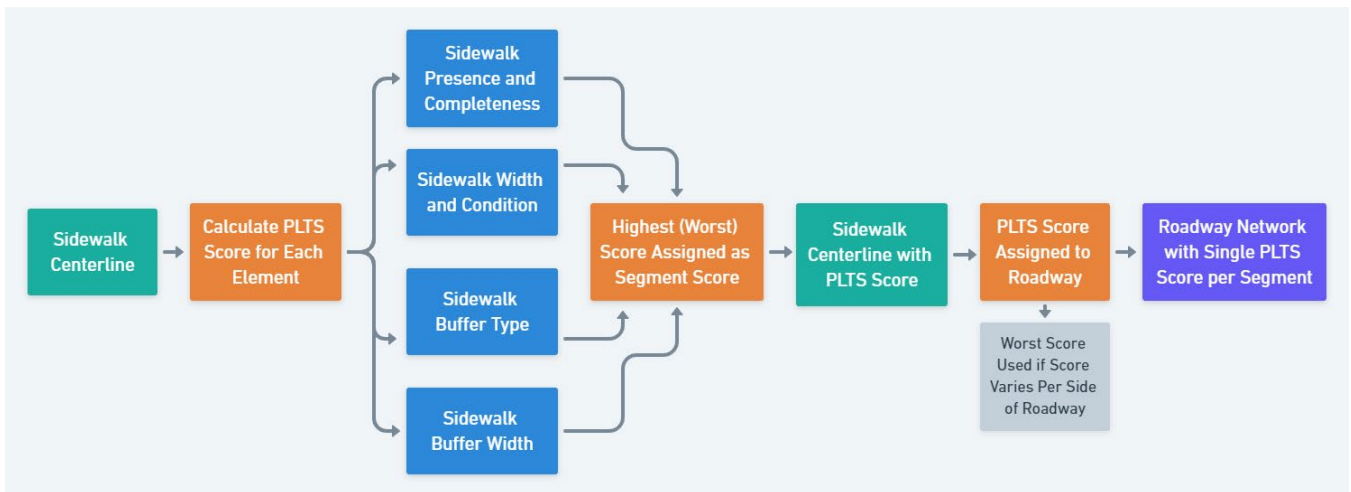 Sidewalk
Centerline
Calculate PLTS
Score for Each
Element
Sidewalk
Presence and
Completeness
Sidewalk Width
and Condition
Sidewalk
Buffer Type
Sidewalk
Buffer Width
Highest (Worst)
Score Assigned as
Segment Score
Sidewalk
Centerline with
PLTS Score
PLTS Score
Assigned to
Roadway
Worst Score
Used if Score
Varies Per Side
of Roadway
Roadway Network
with Single PLTS
Score per Segment